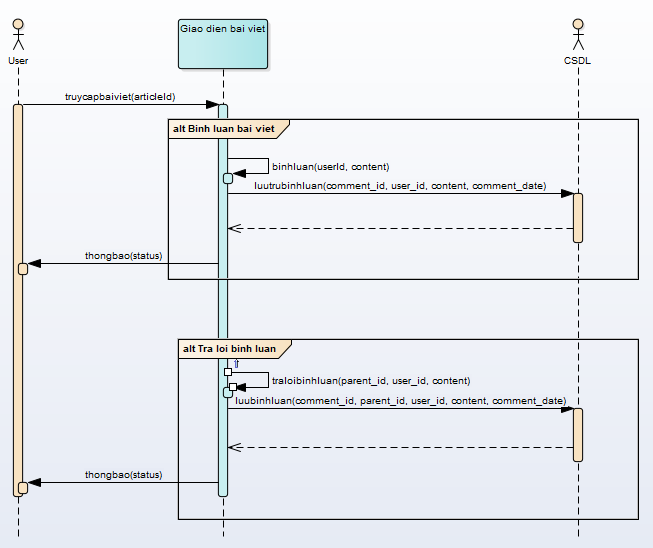 Giao dien bai viet
User
CSDL
truycapbaiviet(articleId)
alt Binh luan bai viet
binhluan(userId, content)
luutrubinhluan(comment_id, user_id, content, comment_date)
thongbao(status)
alt Tra loi binh luan
traloibinhluan(parent_id, user_id, content)
luubinhluan(comment_id, parent_id, user_id, content, comment_date)
thongbao(status)